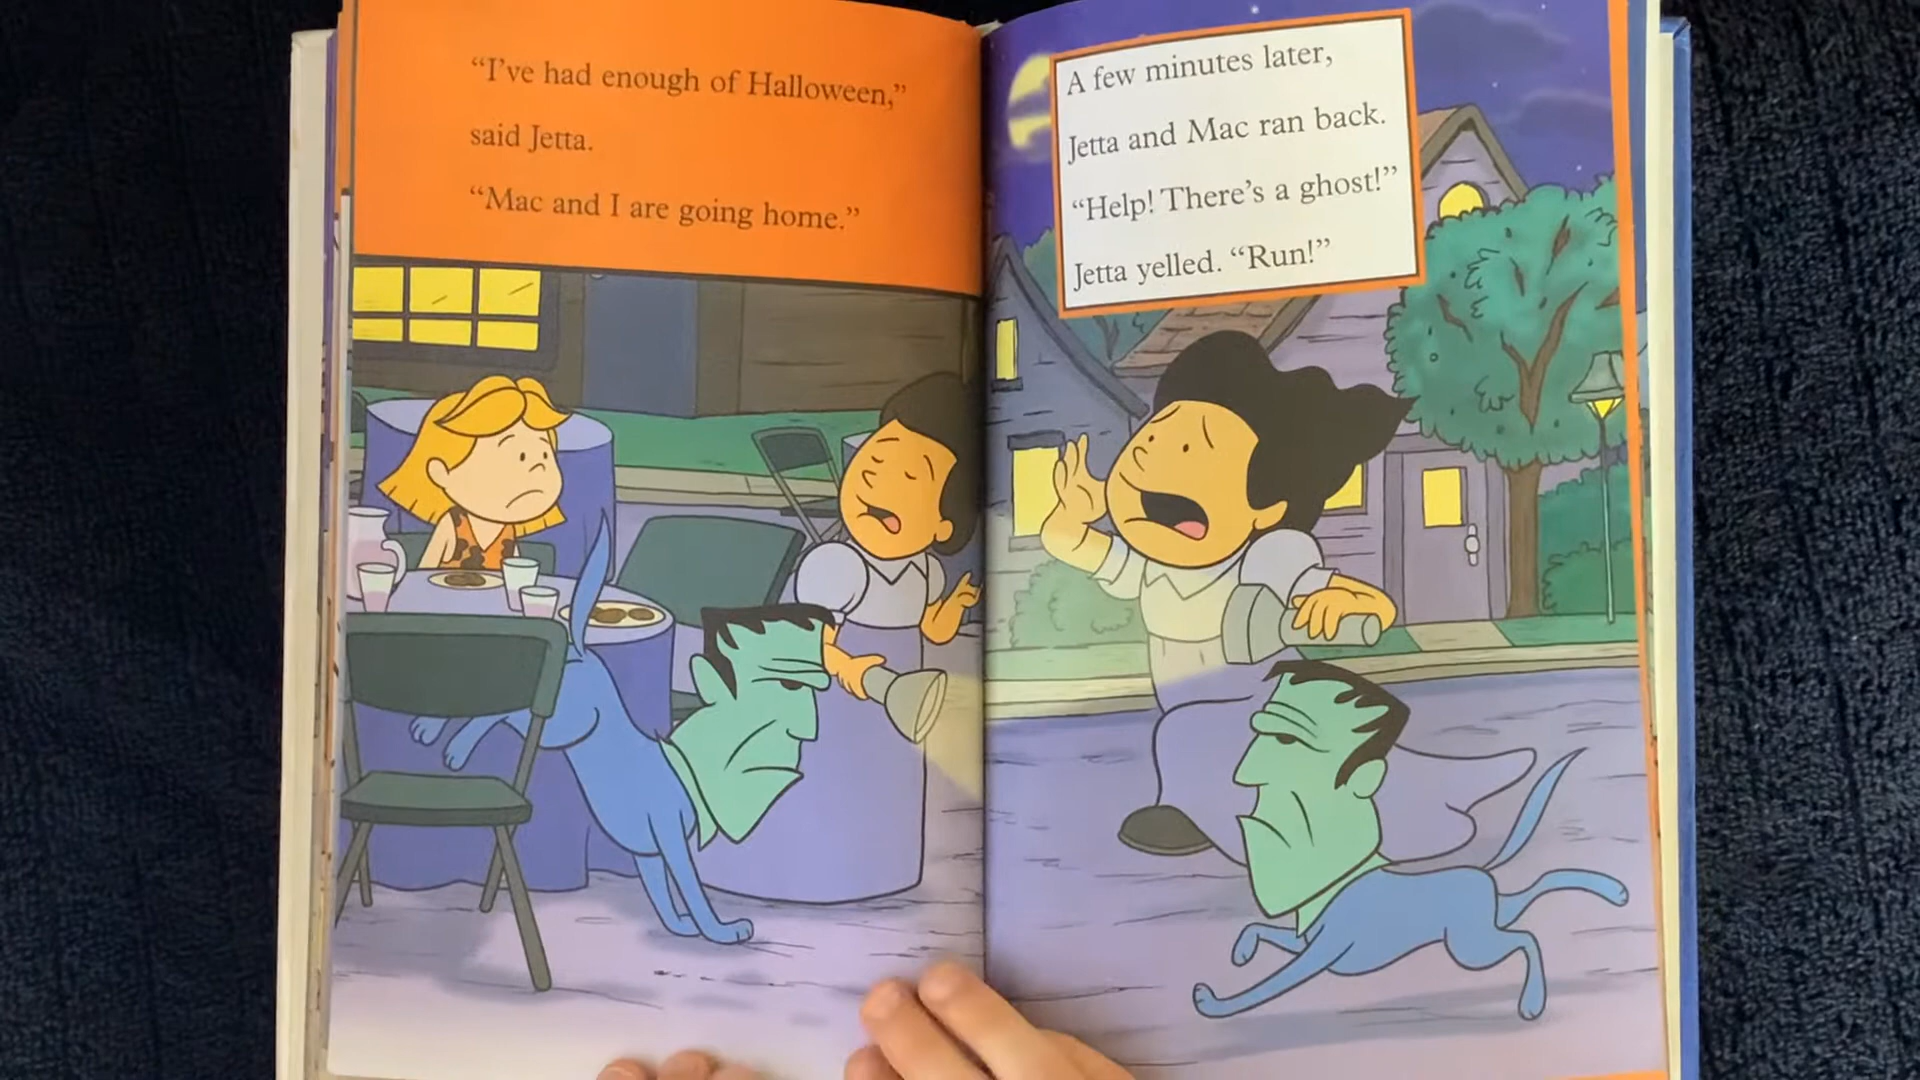 “I’ve had enough of Halloween,”
said Jetta.
“Mac and I are going home.”
A few minutes later,
Jetta and Mac ran back.
“Help! There’s a ghost!”
Jetta yelled. “Run!”